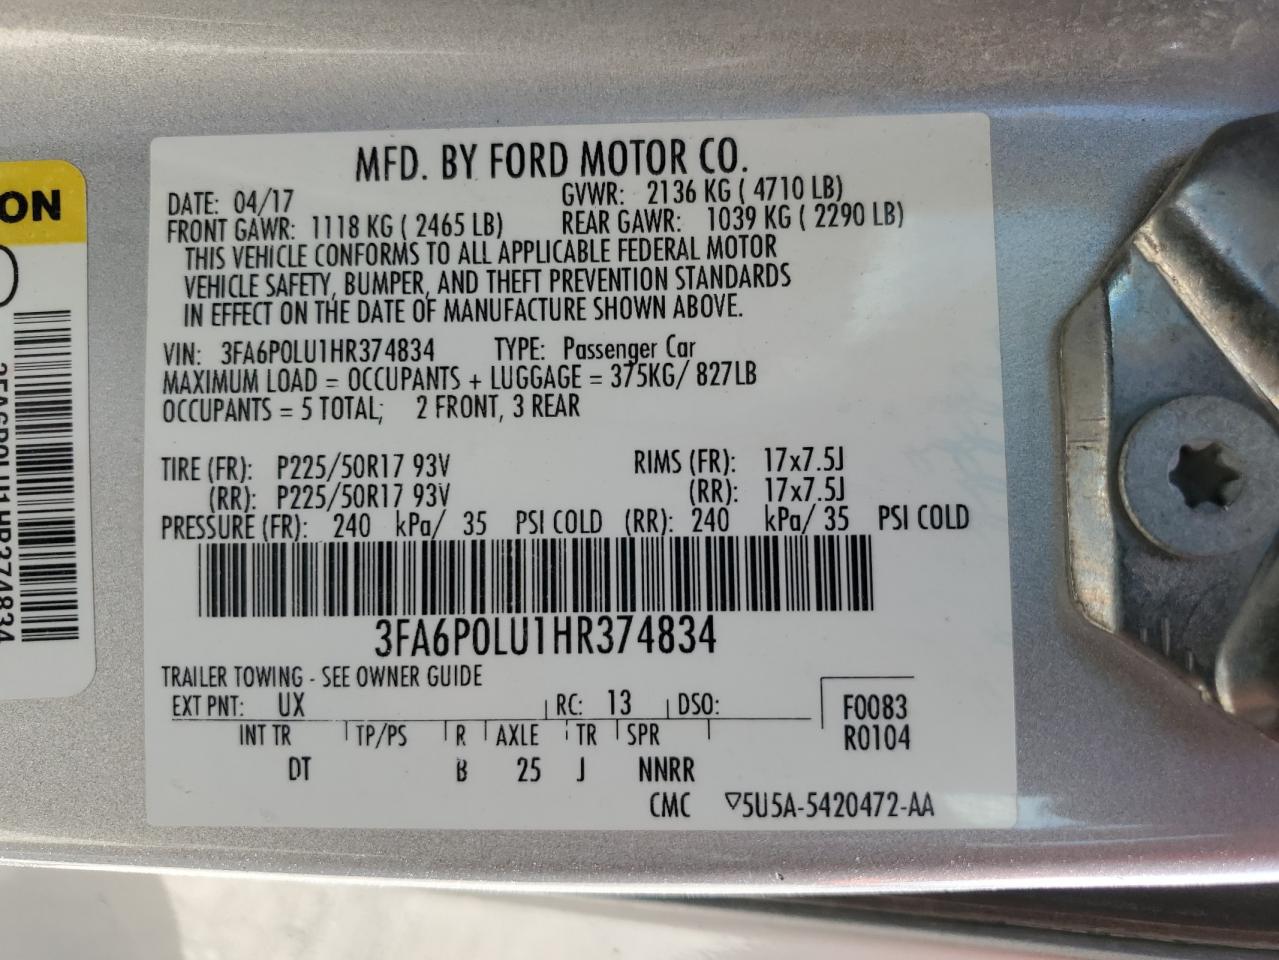 MFD. BY FORD MOTOR CO.
DATE: 04/17 GVWR: 2136 KG ( 4710 LB)
FRONT GAWR: 1118 KG ( 2465 LB) REAR GAWR: 1039 KG ( 2290 LB)
THIS VEHICLE CONFORMS TO ALL APPLICABLE FEDERAL MOTOR
VEHICLE SAFETY, BUMPER, AND THEFT PREVENTION STANDARDS
IN EFFECT ON THE DATE OF MANUFACTURE SHOWN ABOVE.
VIN: 3FA6P0LU1HR374834 TYPE: Passenger Car
MAXIMUM LOAD = OCCUPANTS + LUGGAGE = 375KG/ 827LB
OCCUPANTS = 5 TOTAL; 2 FRONT, 3 REAR
TIRE (FR): P225/50R17 93V RIMS (FR): 17x7.5J
(RR): P225/50R17 93V (RR): 17x7.5J
PRESSURE (FR): 240 kPa/ 35 PSI COLD (RR): 240 kPa/ 35 PSI COLD
3FA6P0LU1HR374834
TRAILER TOWING - SEE OWNER GUIDE
EXT PNT: UX RC: 13 DSO: F0083
INT TR TP/PS R AXLE TR SPR R0104
DT B 25 J NNRR
CMC ▽5U5A-5420472-AA
ON
3FA6P0LU1HR374834